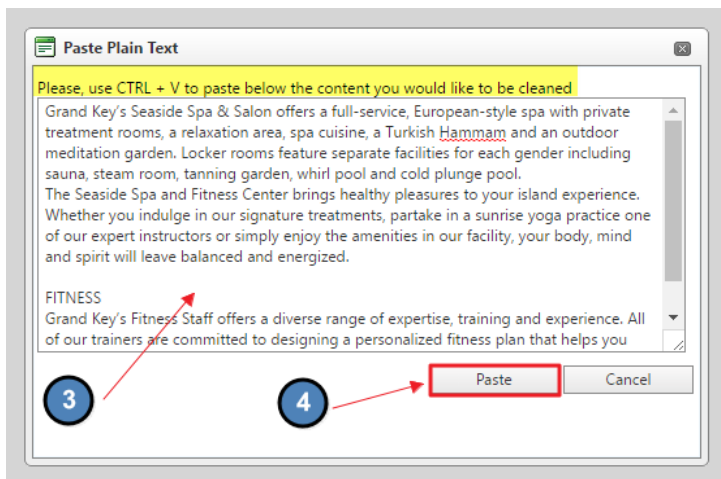 Paste Plain Text
Please, use CTRL + V to paste below the content you would like to be cleaned
Grand Key's Seaside Spa & Salon offers a full-service, European-style spa with private
treatment rooms, a relaxation area, spa cuisine, a Turkish Hammam and an outdoor
meditation garden. Locker rooms feature separate facilities for each gender including
sauna, steam room, tanning garden, whirl pool and cold plunge pool.
The Seaside Spa and Fitness Center brings healthy pleasures to your island experience.
Whether you indulge in our signature treatments, partake in a sunrise yoga practice one
of our expert instructors or simply enjoy the amenities in our facility, your body, mind
and spirit will leave balanced and energized.
FITNESS
Grand Key's Fitness Staff offers a diverse range of expertise, training and experience. All
of our trainers are committed to designing a personalized fitness plan that helps you
Paste Cancel
3
4